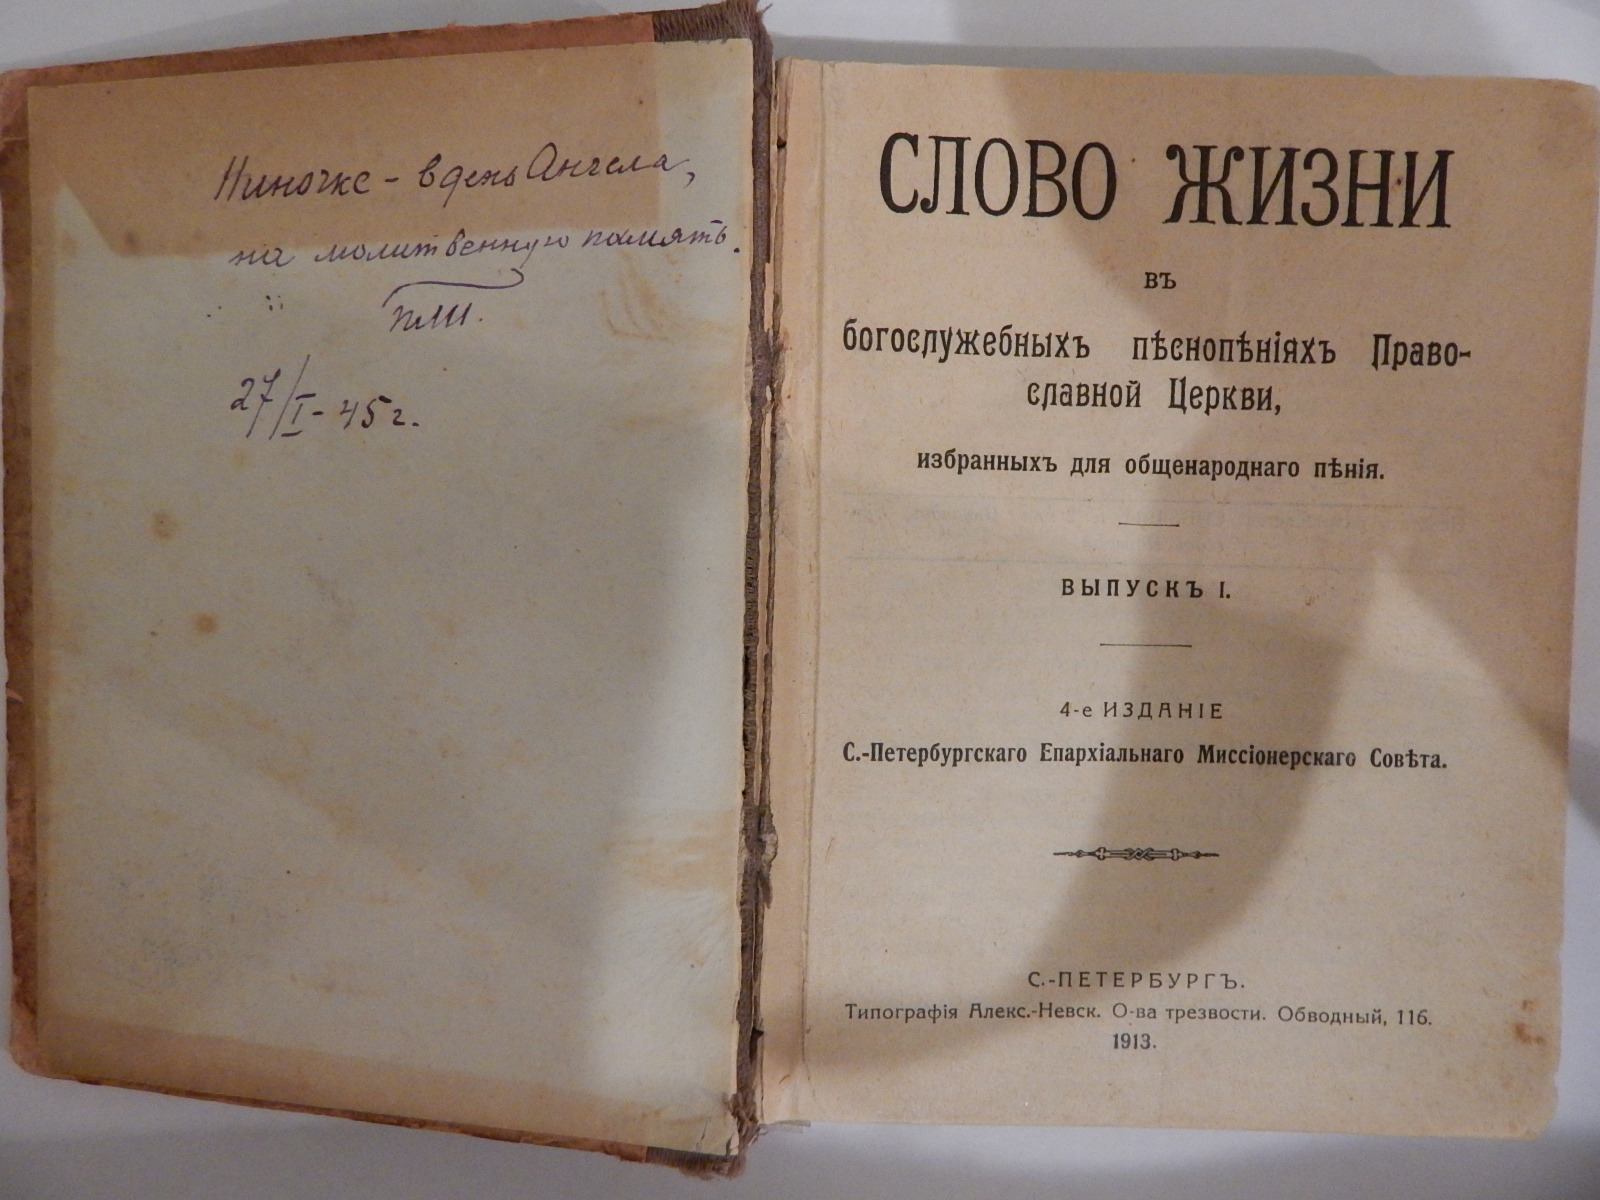 Ниночке - в день Ангела,
на молитвенную память.
27/I - 45 г.
СЛОВО ЖИЗНИ
въ
богослужебныхъ пѣснопѣніяхъ Право-
славной Церкви,
избранныхъ для общенароднаго пѣнія.
ВЫПУСКЪ I.
4-е ИЗДАНІЕ
С.-Петербургскаго Епархіальнаго Миссіонерскаго Совѣта.
С.-ПЕТЕРБУРГЪ.
Типографія Алекс.-Невск. О-ва трезвости. Обводный, 116.
1913.